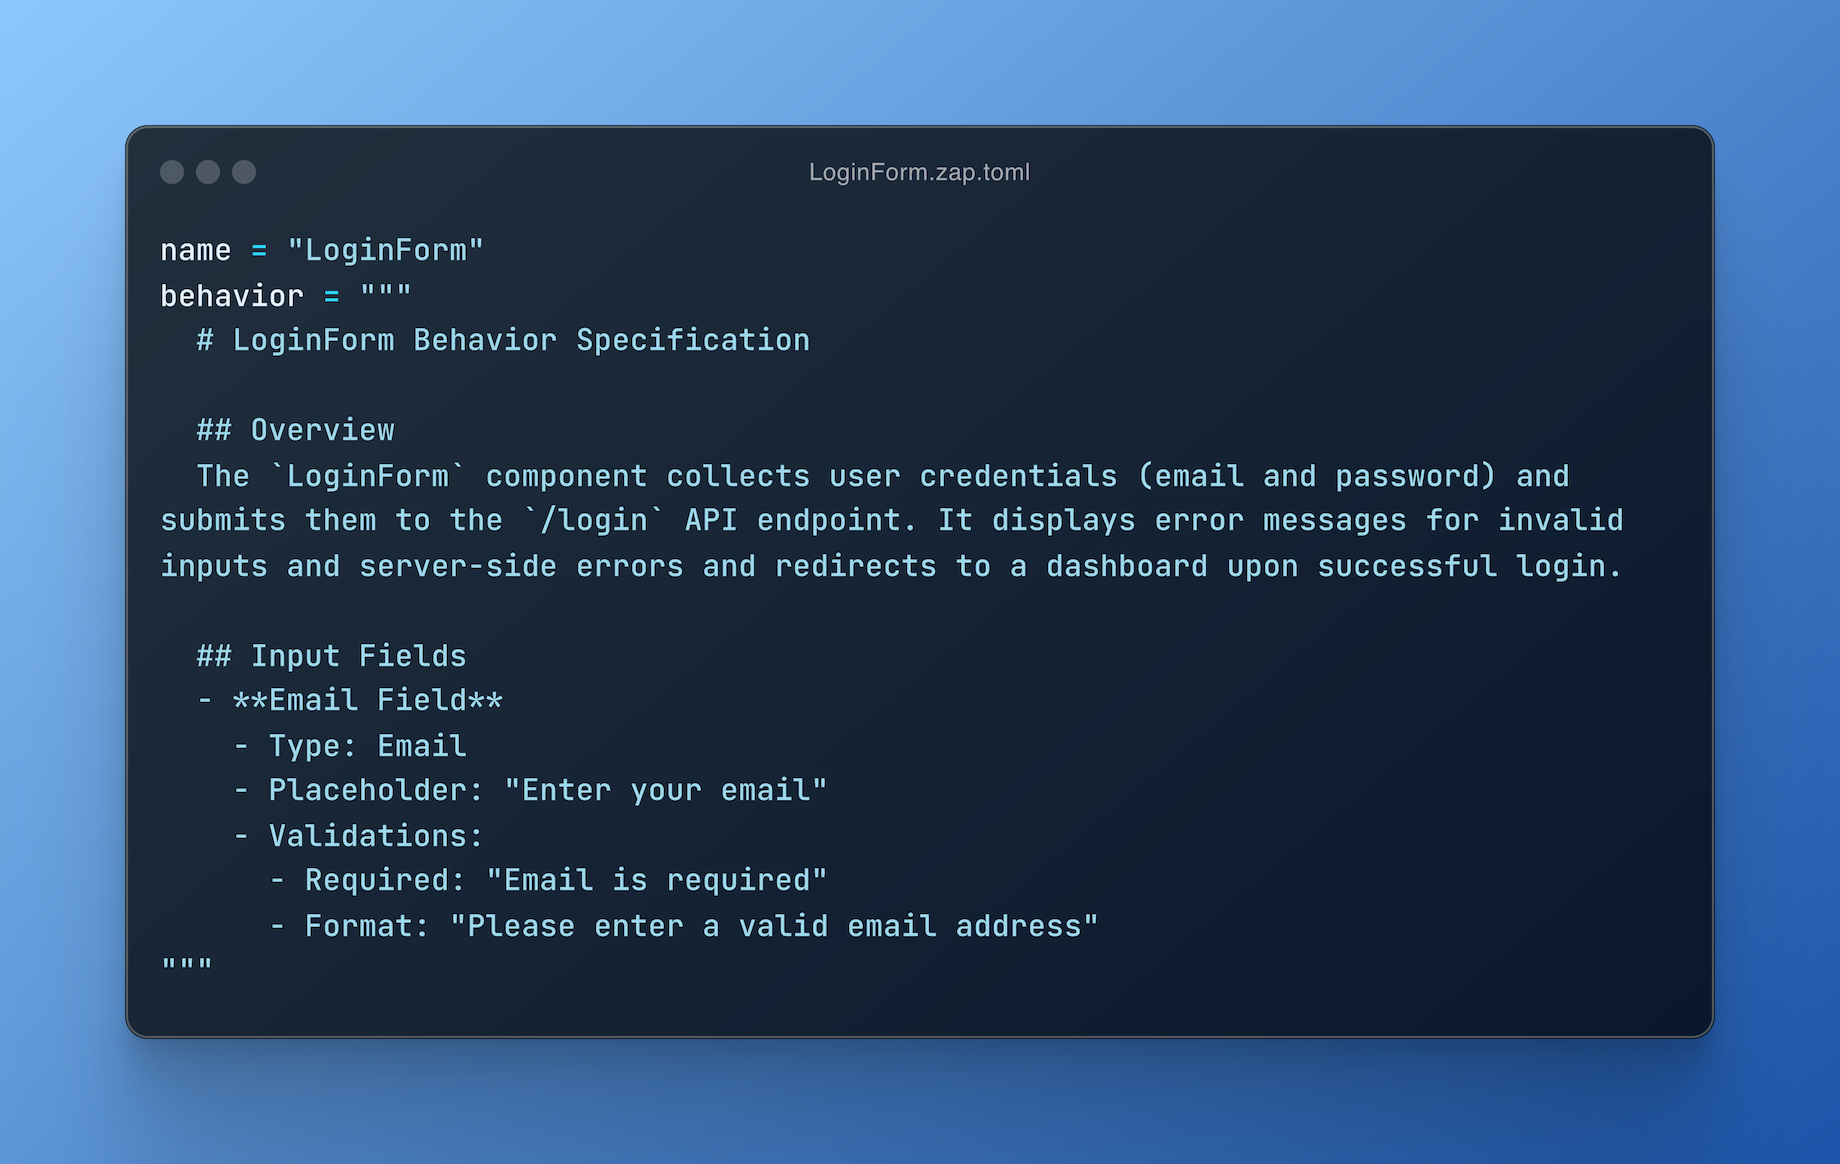 LoginForm.zap.toml
name = "LoginForm"
behavior = """
  # LoginForm Behavior Specification

  ## Overview
  The `LoginForm` component collects user credentials (email and password) and
submits them to the `/login` API endpoint. It displays error messages for invalid
inputs and server-side errors and redirects to a dashboard upon successful login.

  ## Input Fields
  - **Email Field**
    - Type: Email
    - Placeholder: "Enter your email"
    - Validations:
      - Required: "Email is required"
      - Format: "Please enter a valid email address"
"""